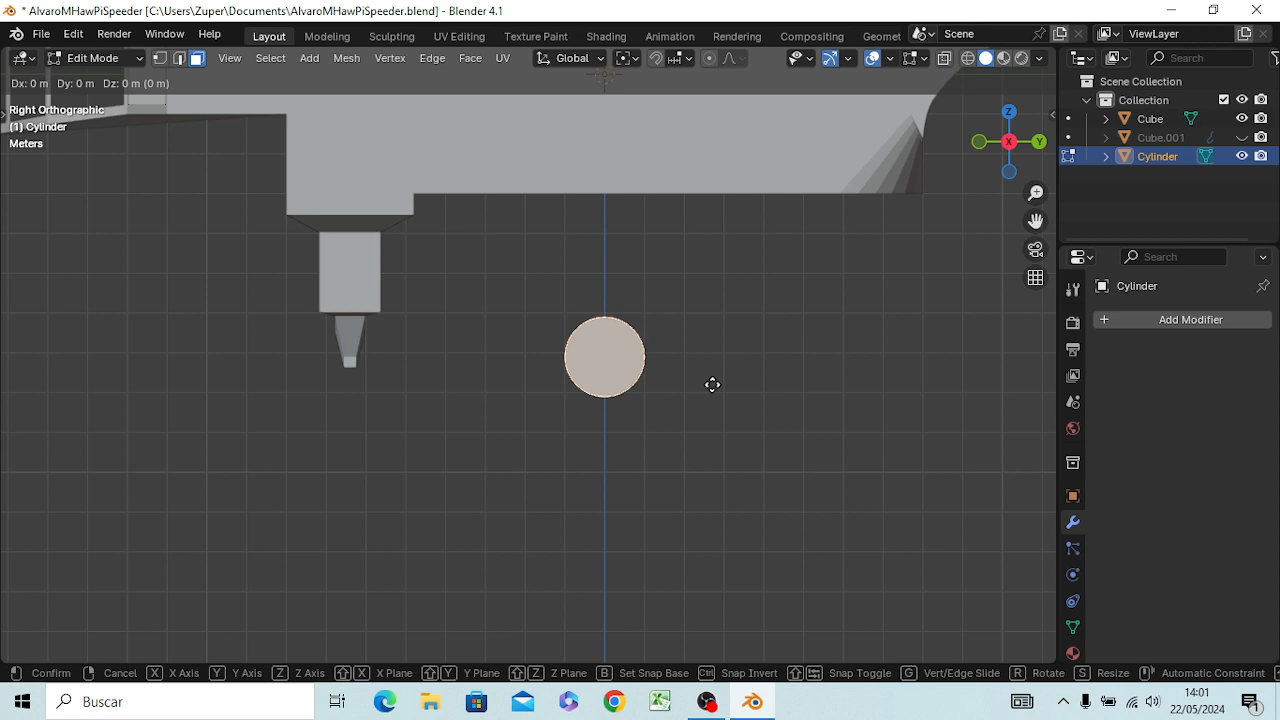 * AlvaroMHawPiSpeeder [C:\Users\Zuper\Documents\AlvaroMHawPiSpeeder.blend] - Blender 4.1
File Edit Render Window Help Layout Modeling Sculpting UV Editing Texture Paint Shading Animation Rendering Compositing Geomet Scene ViewLayer
Edit Mode View Select Add Mesh Vertex Edge Face UV Global Search
Dx: 0 m Dy: 0 m Dz: 0 m (0 m)
Right Orthographic
(1) Cylinder
Meters
Z
X
Y
Scene Collection
Collection
Cube
Cube.001
Cylinder
Search
Cylinder
Add Modifier
Confirm Cancel X X Axis Y Y Axis Z Z Axis X X Plane Y Y Plane Z Z Plane B Set Snap Base Ctrl Snap Invert Snap Toggle G Vert/Edge Slide R Rotate S Resize Automatic Constraint
Buscar
14:01
22/05/2024
1